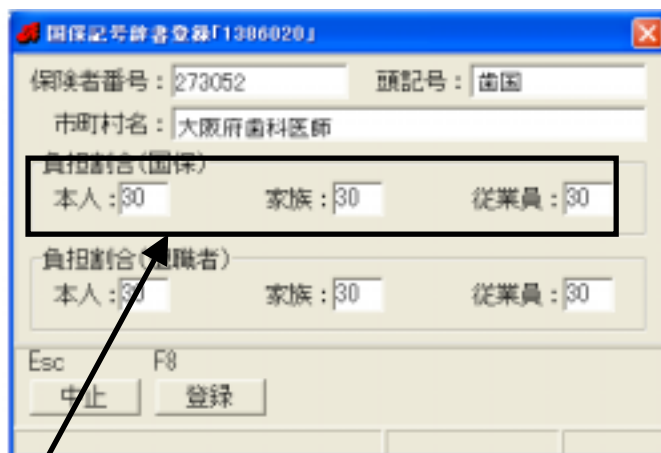 国保記号辞書登録「1386020」
保険者番号：273052 頭記号：歯国
市町村名：大阪府歯科医師
負担割合(国保)
本人：30 家族：30 従業員：30
負担割合(退職者)
本人：30 家族：30 従業員：30
Esc F8
中止 登録